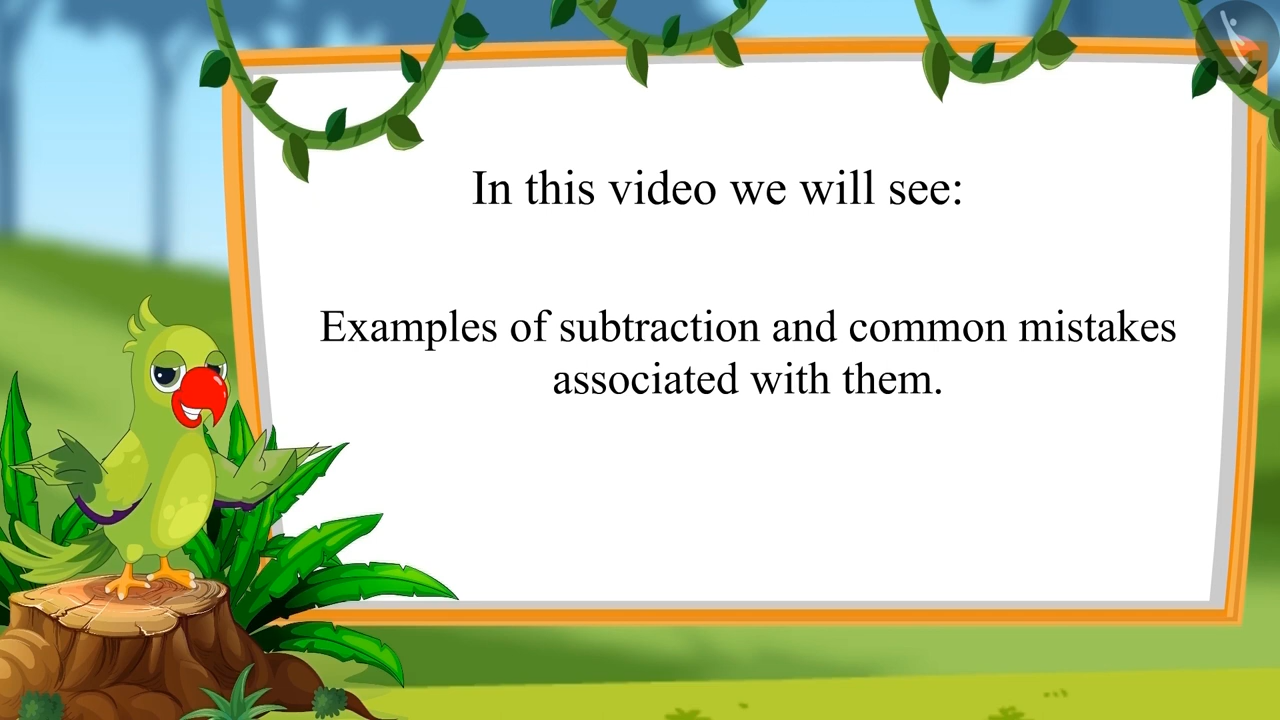 In this video we will see:
Examples of subtraction and common mistakes
associated with them.